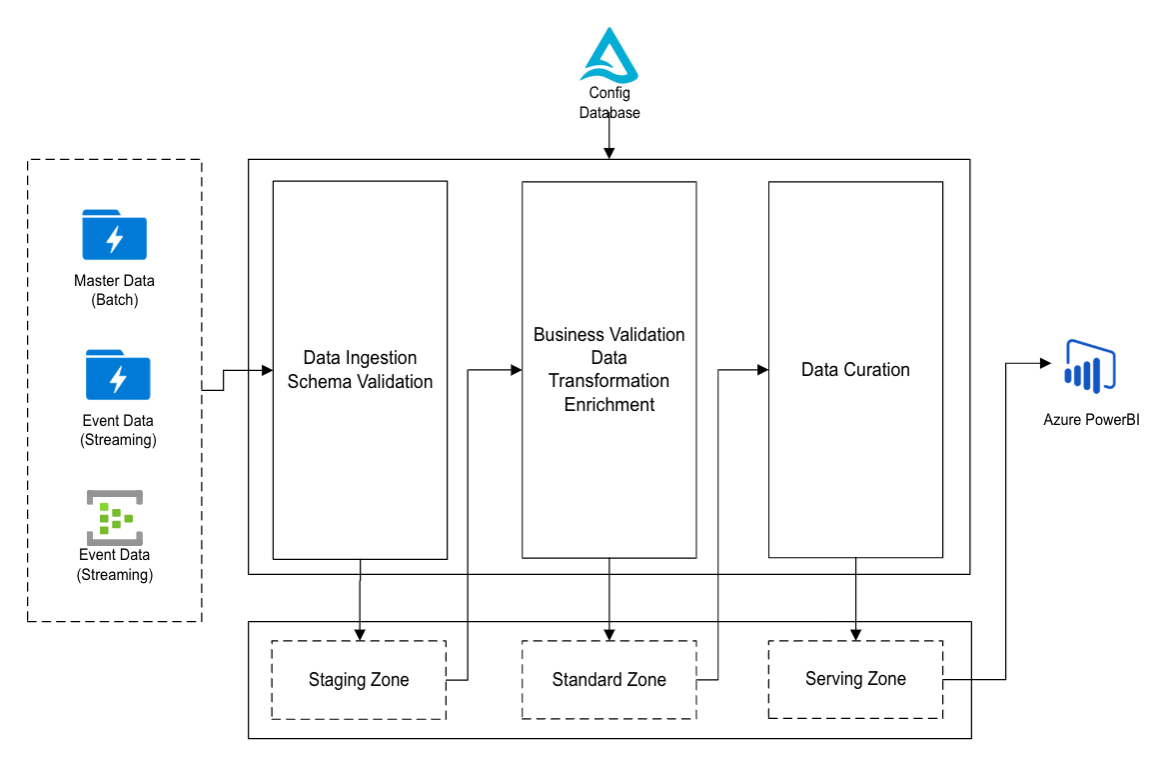 Config
Database
Master Data
(Batch)
Event Data
(Streaming)
Event Data
(Streaming)
Data Ingestion
Schema Validation
Business Validation
Data
Transformation
Enrichment
Data Curation
Azure PowerBI
Staging Zone
Standard Zone
Serving Zone